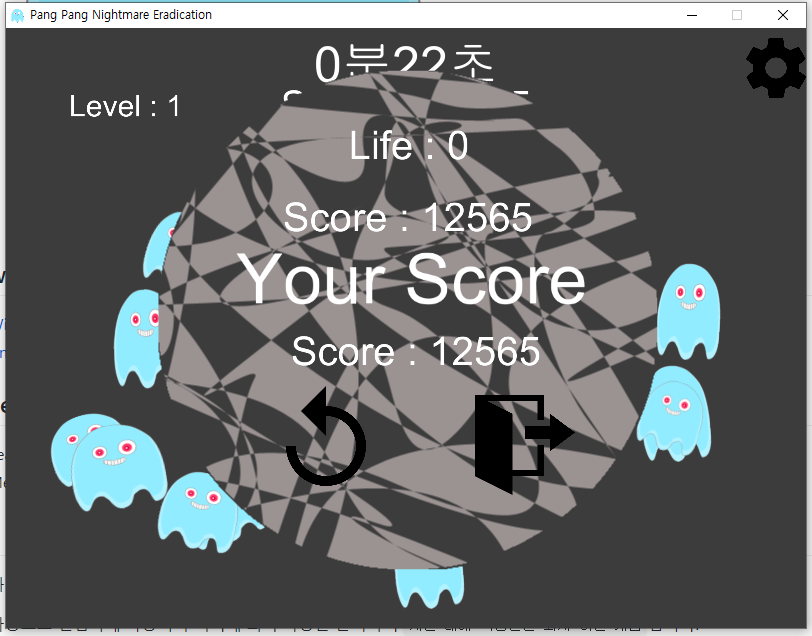 Pang Pang Nightmare Eradication
0분22초
Level : 1
Life : 0
Score : 12565
Your Score
Score : 12565